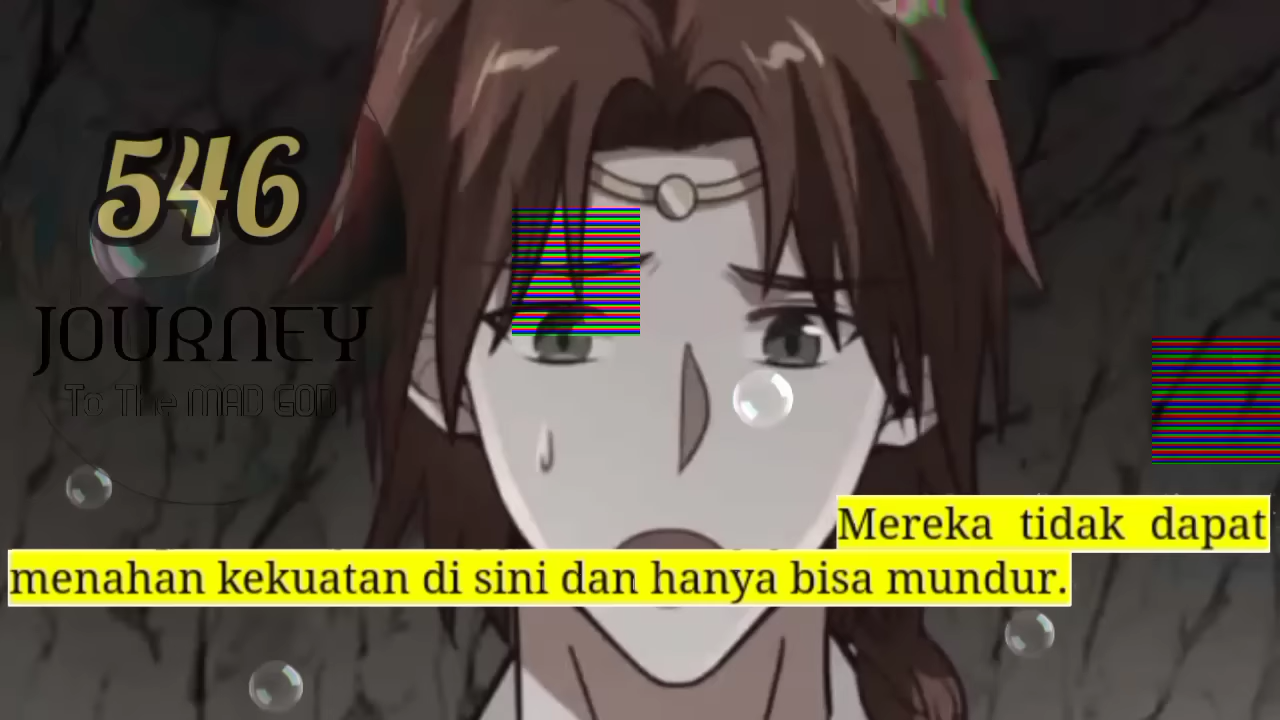 546
JOURNEY
To The MAD GOD
Mereka tidak dapat
menahan kekuatan di sini dan hanya bisa mundur.